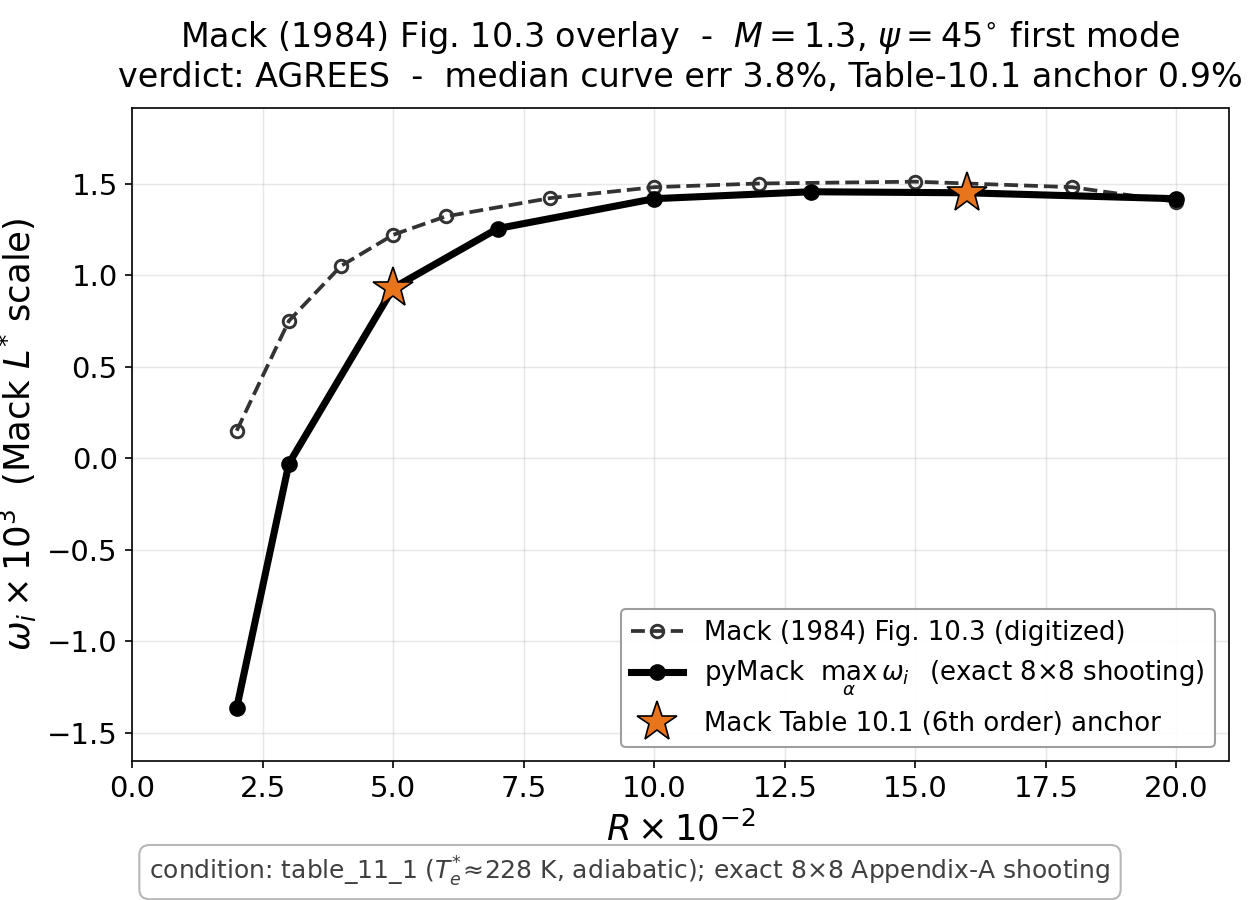 Mack (1984) Fig. 10.3 overlay - M = 1.3, ψ = 45° first mode
verdict: AGREES - median curve err 3.8%, Table-10.1 anchor 0.9%
ω_i × 10³ (Mack L* scale)
1.5
1.0
0.5
0.0
−0.5
−1.0
−1.5
Mack (1984) Fig. 10.3 (digitized)
pyMack max_α ω_i (exact 8×8 shooting)
Mack Table 10.1 (6th order) anchor
0.0 2.5 5.0 7.5 10.0 12.5 15.0 17.5 20.0
R × 10⁻²
condition: table_11_1 (T*_e≈228 K, adiabatic); exact 8×8 Appendix-A shooting